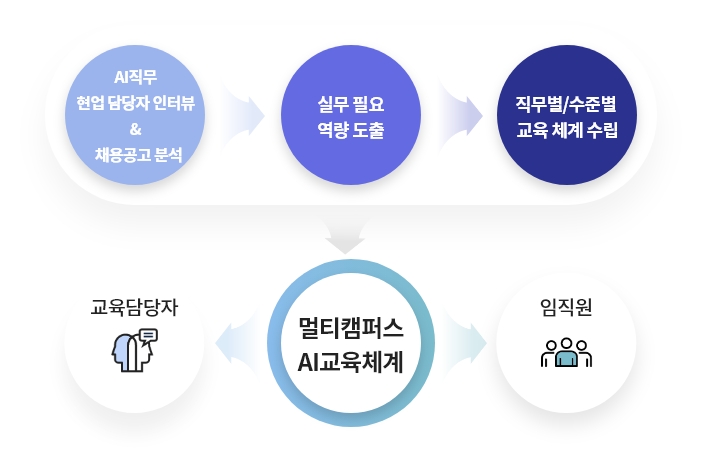 AI직무
현업 담당자 인터뷰
&
채용공고 분석
실무 필요
역량 도출
직무별/수준별
교육 체계 수립
교육담당자
멀티캠퍼스
AI교육체계
임직원